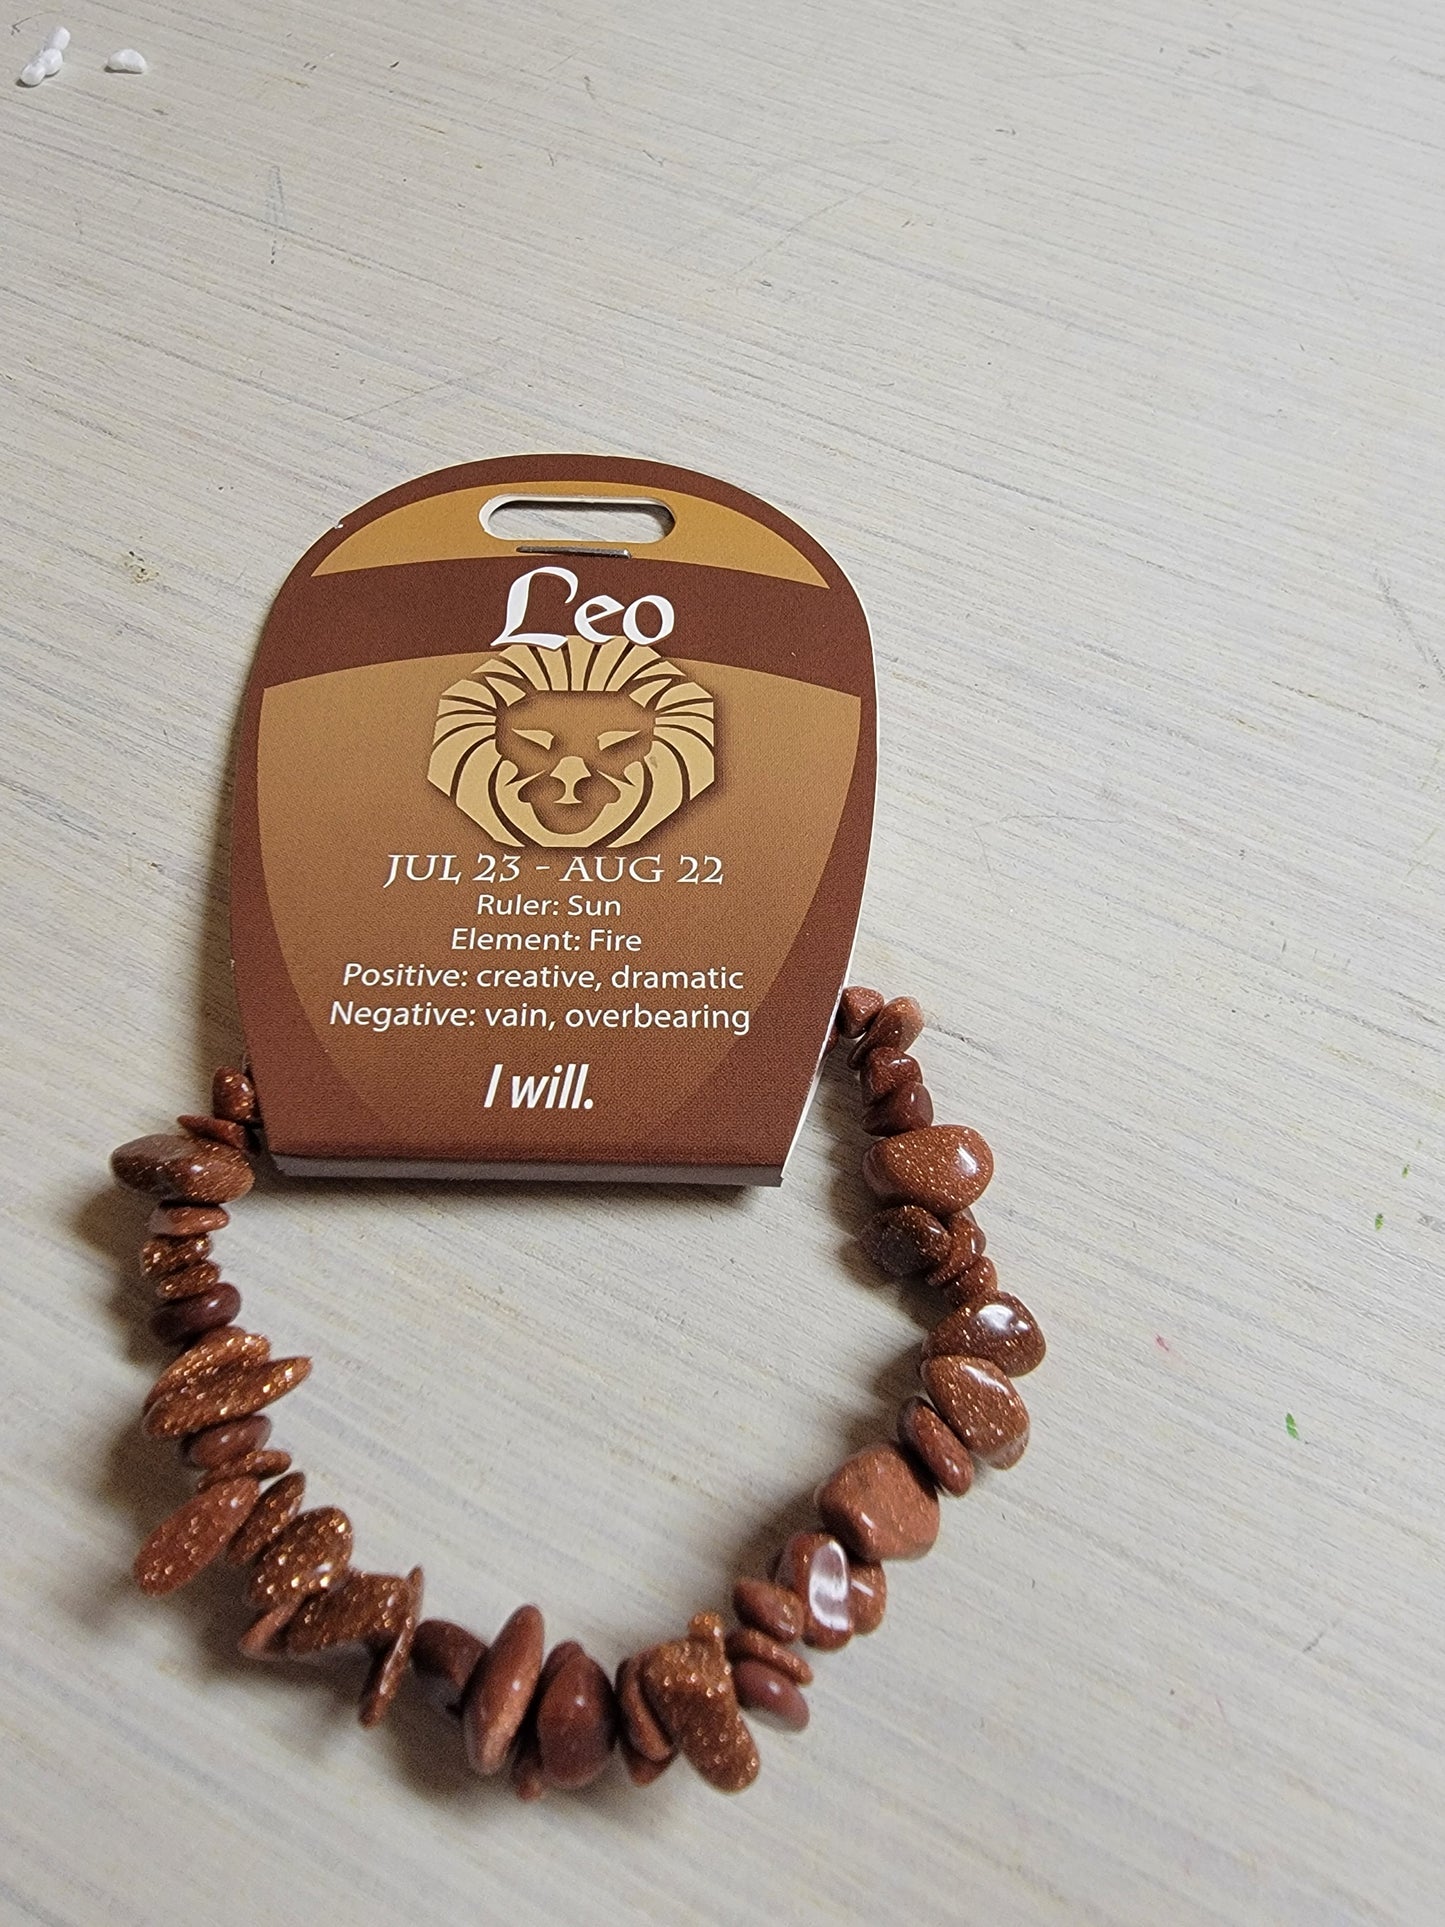 Leo
JUL 23 - AUG 22
Ruler: Sun
Element: Fire
Positive: creative, dramatic
Negative: vain, overbearing
I will.